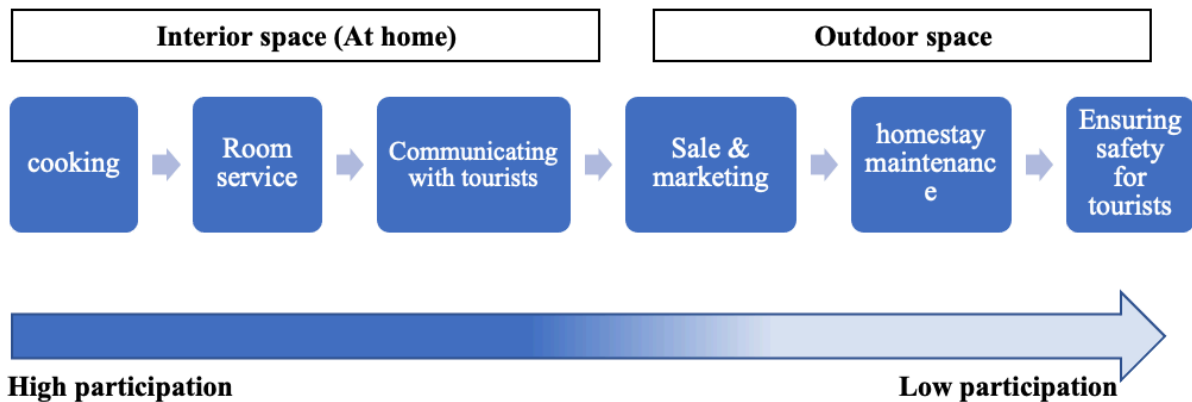 Interior space (At home)
Outdoor space
cooking
Room
service
Communicating
with tourists
Sale &
marketing
homestay
maintenanc
e
Ensuring
safety
for
tourists
High participation
Low participation